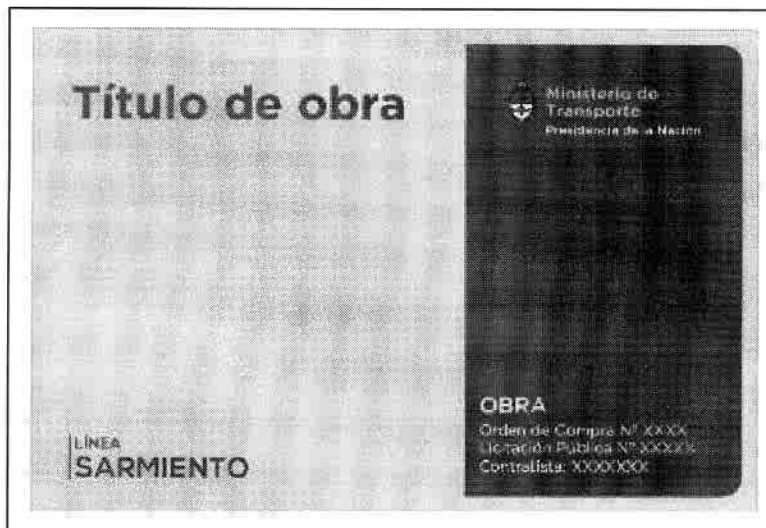 Título de obra
Ministerio de
Transporte
Presidencia de la Nación
OBRA
Orden de Compra Nº XXXX
Licitación Pública Nº XXXXX
Contratista: XXXXXXX
LÍNEA
SARMIENTO